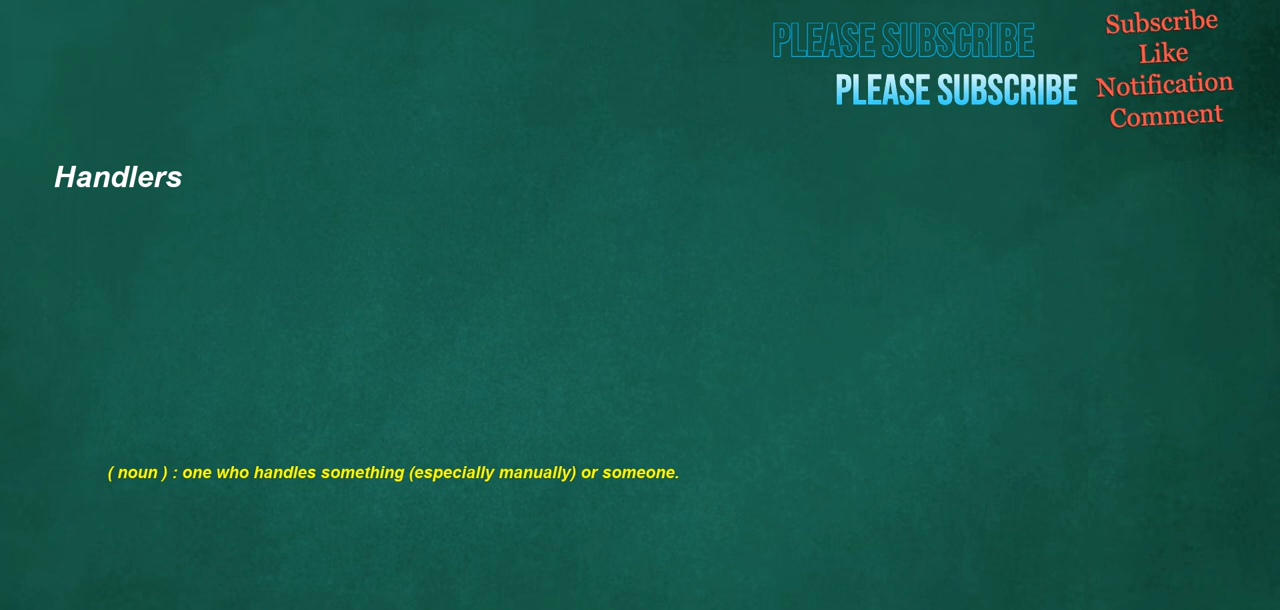 PLEASE SUBSCRIBE
PLEASE SUBSCRIBE
Subscribe
Like
Notification
Comment
Handlers
( noun ) : one who handles something (especially manually) or someone.